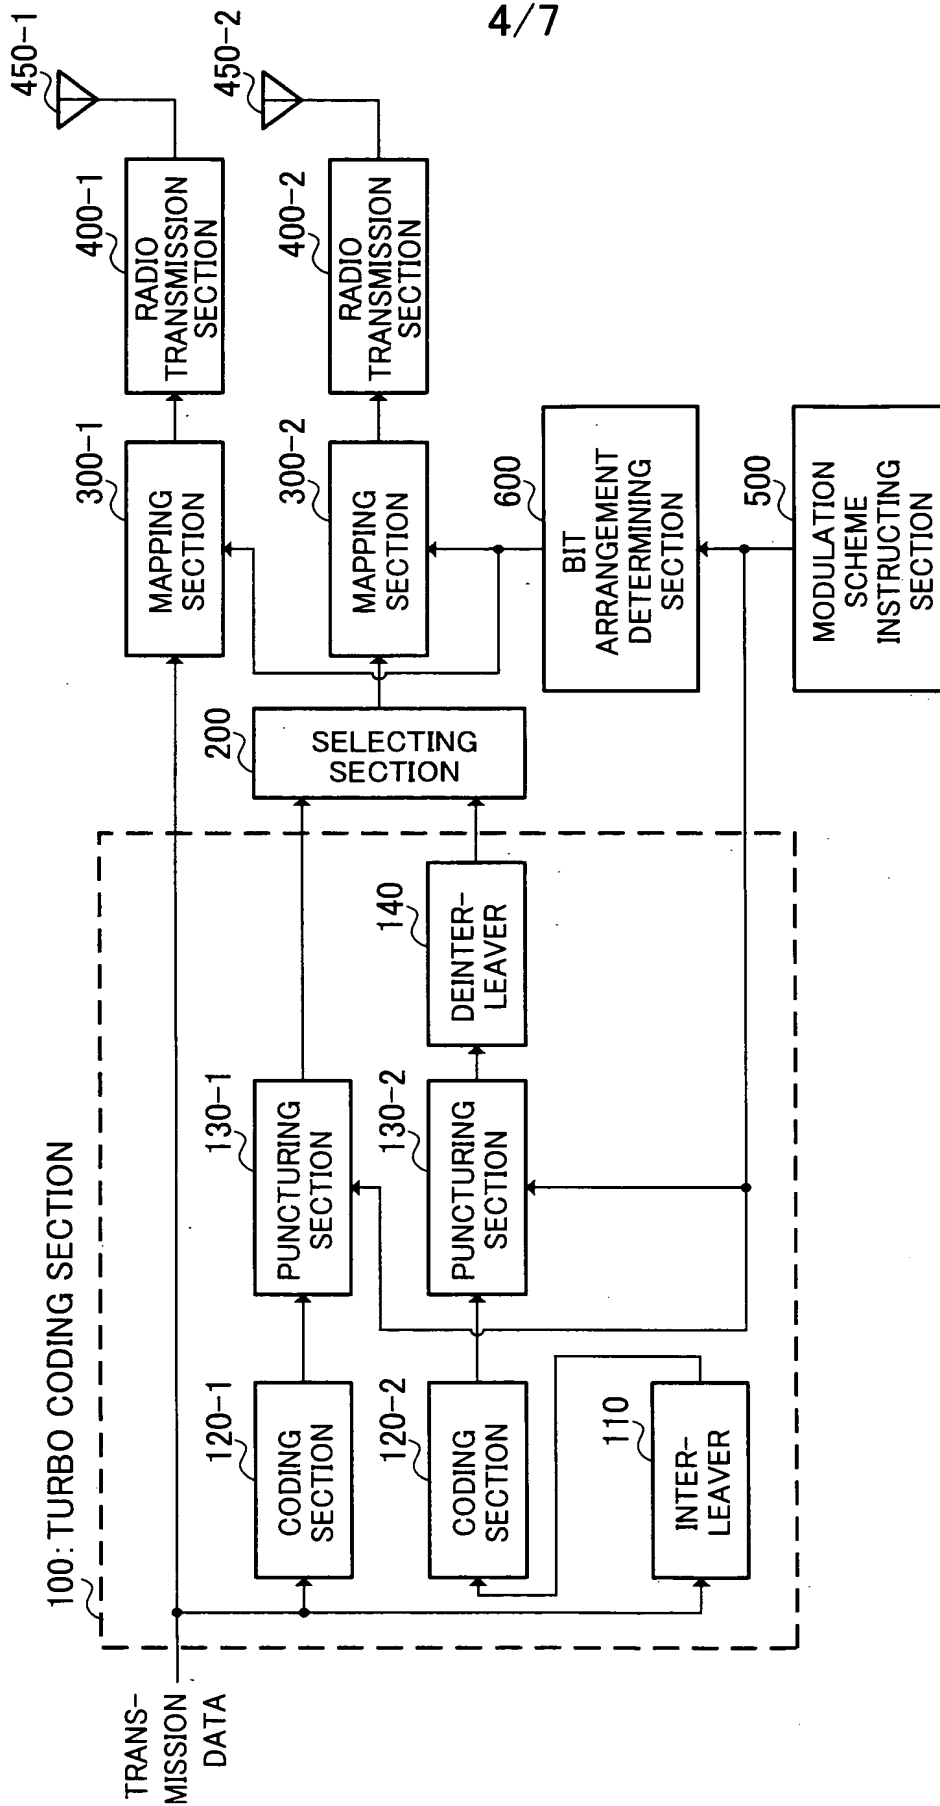 4/7
100: TURBO CODING SECTION
TRANS-
MISSION
DATA
120-1
CODING
SECTION
120-2
CODING
SECTION
110
INTER-
LEAVER
130-1
PUNCTURING
SECTION
130-2
PUNCTURING
SECTION
140
DEINTER-
LEAVER
200
SELECTING
SECTION
300-1
MAPPING
SECTION
300-2
MAPPING
SECTION
400-1
RADIO
TRANSMISSION
SECTION
400-2
RADIO
TRANSMISSION
SECTION
450-1
450-2
600
BIT
ARRANGEMENT
DETERMINING
SECTION
500
MODULATION
SCHEME
INSTRUCTING
SECTION